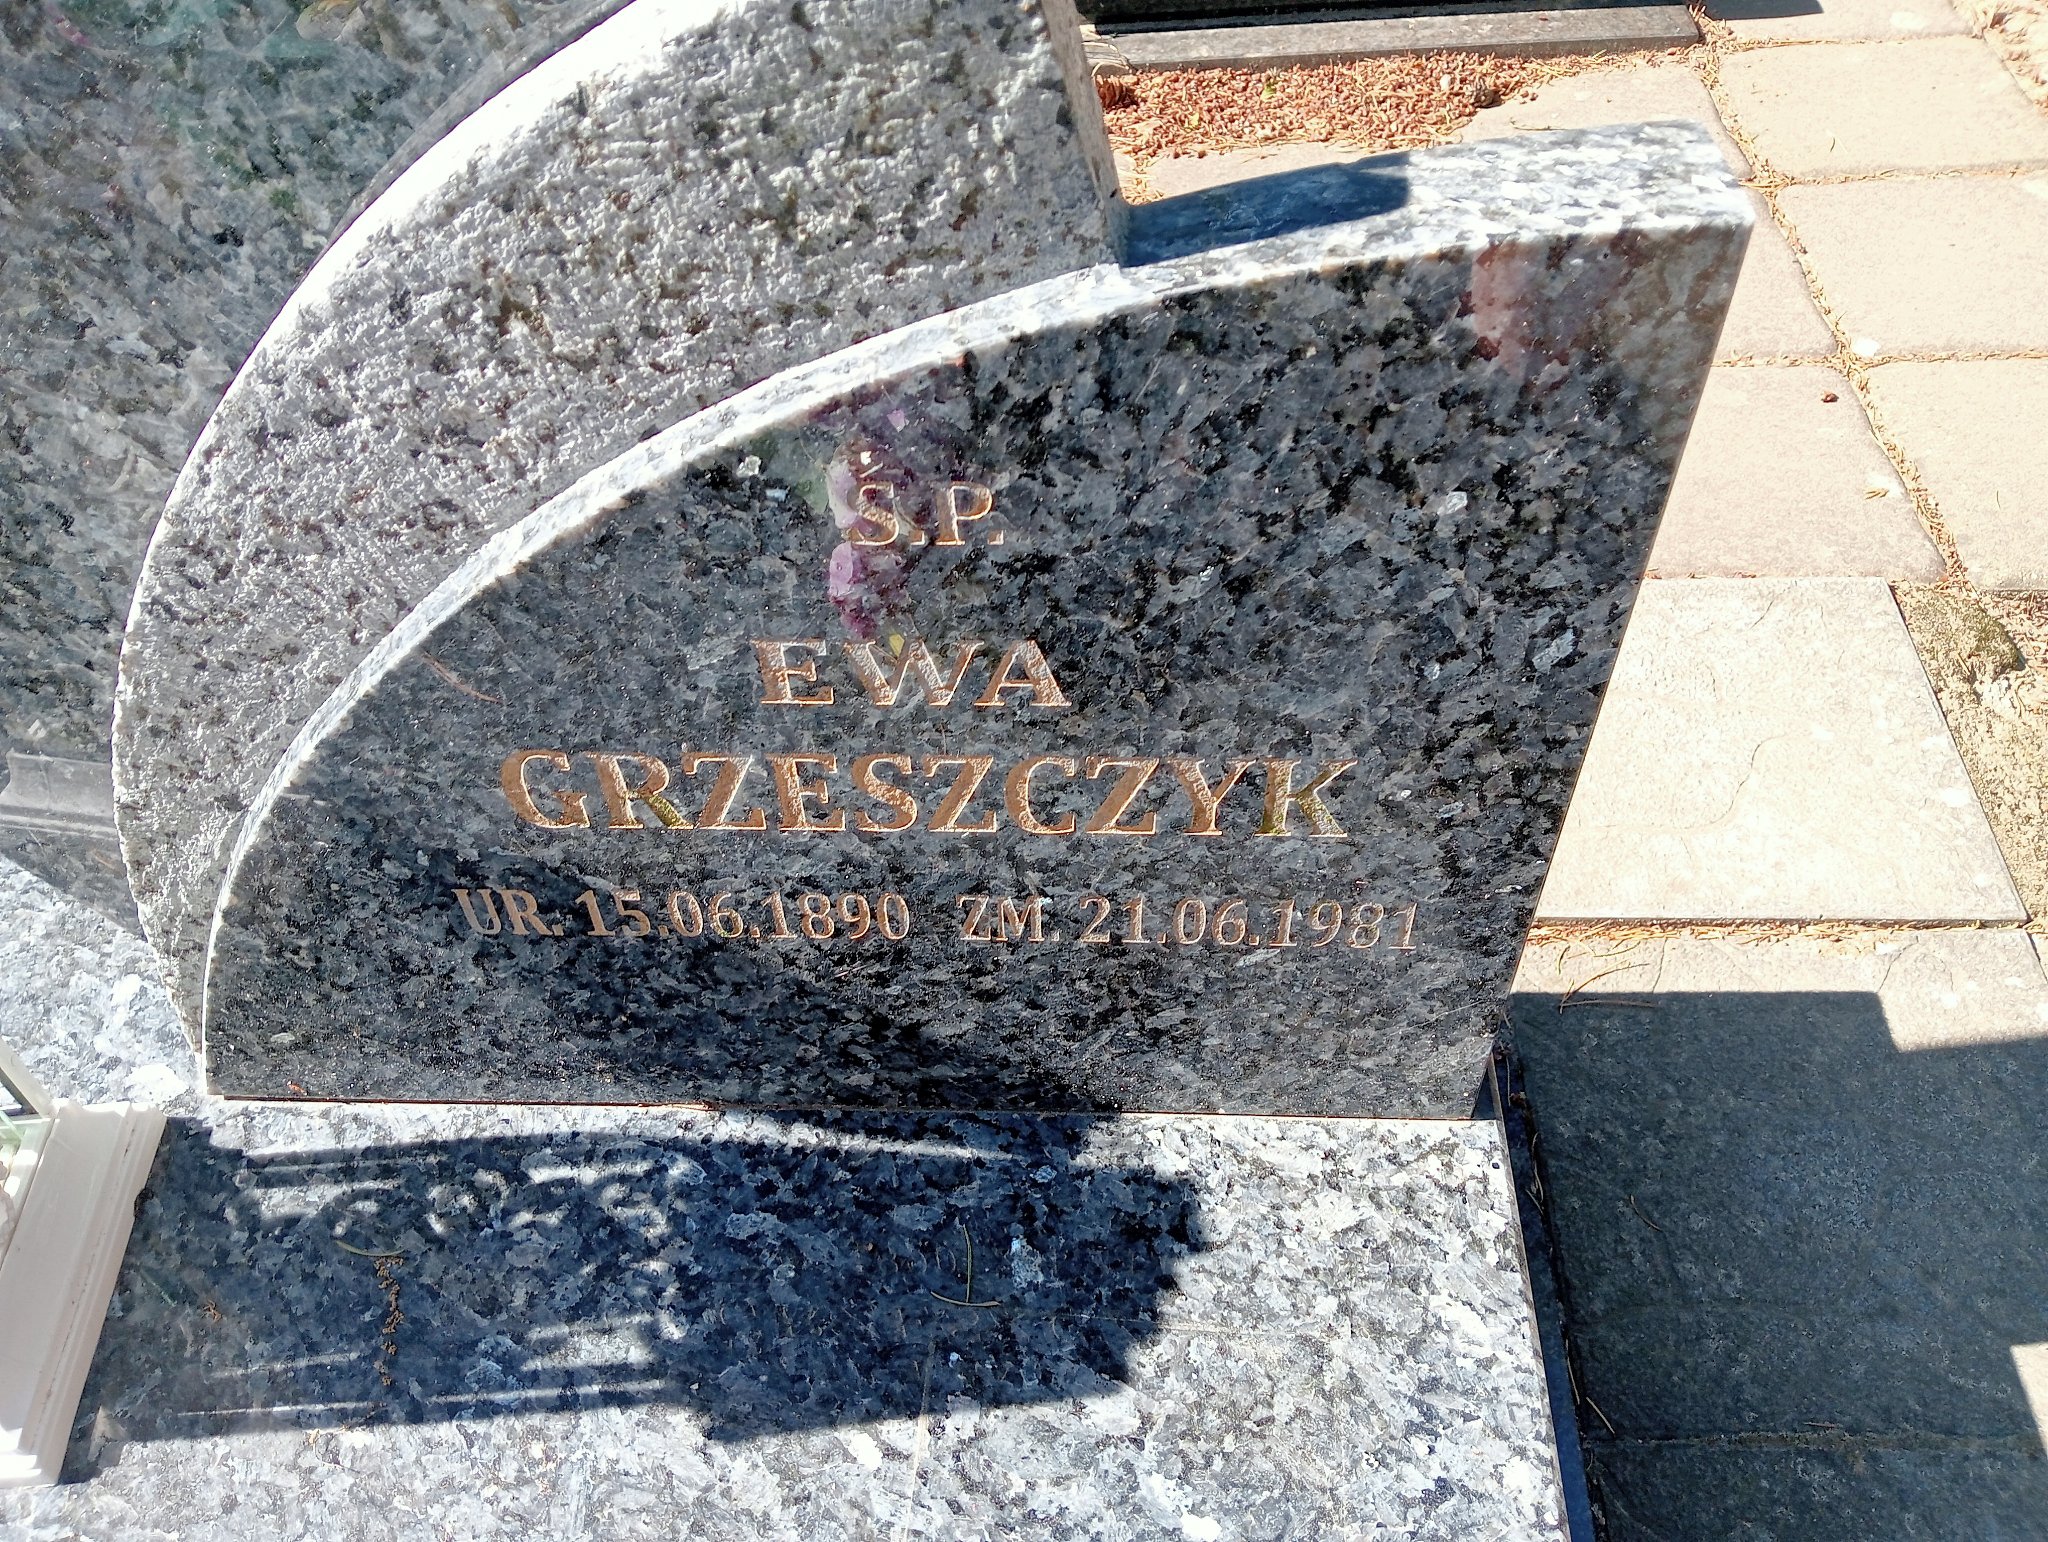 Ś.P.
EWA
GRZESZCZYK
UR. 15.06.1890 ZM. 21.06.1981